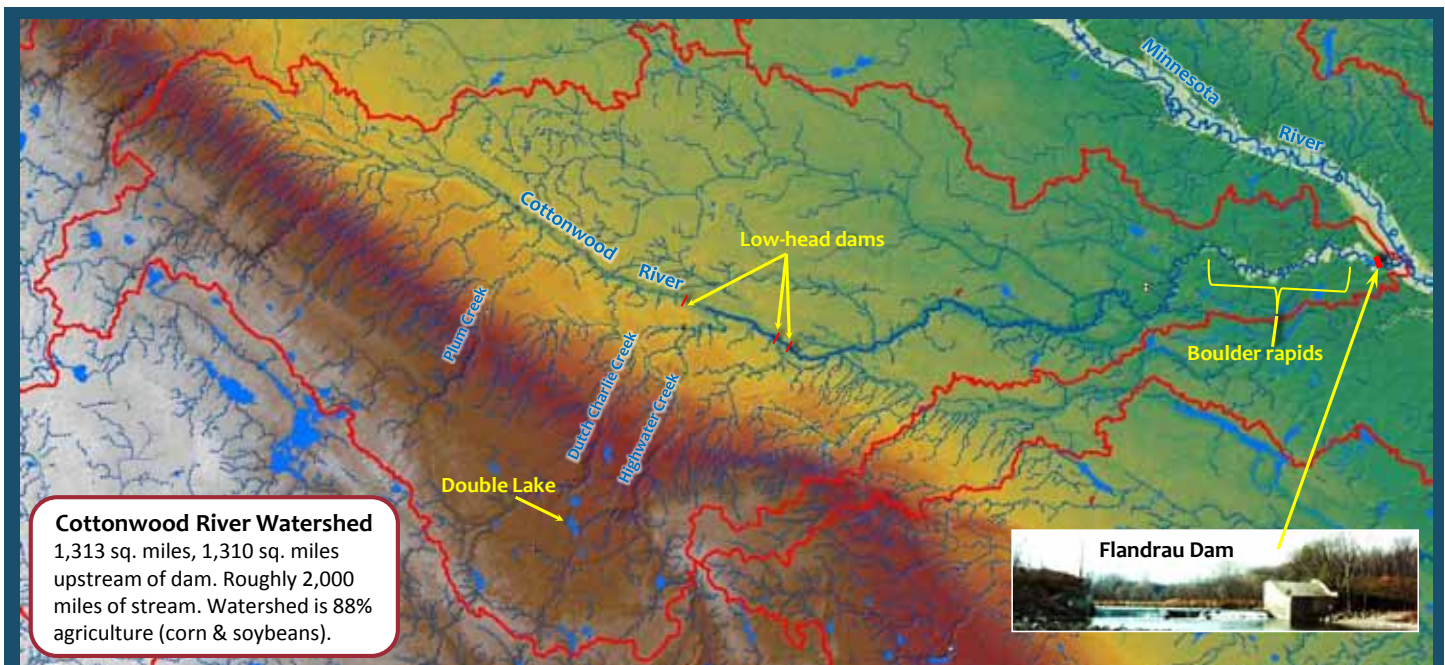 Minnesota
River
Cottonwood
River
Low-head dams
Plum Creek
Boulder rapids
Dutch Charlie Creek
Highwater Creek
Double Lake
Cottonwood River Watershed
1,313 sq. miles, 1,310 sq. miles
upstream of dam. Roughly 2,000
miles of stream. Watershed is 88%
agriculture (corn & soybeans).
Flandrau Dam